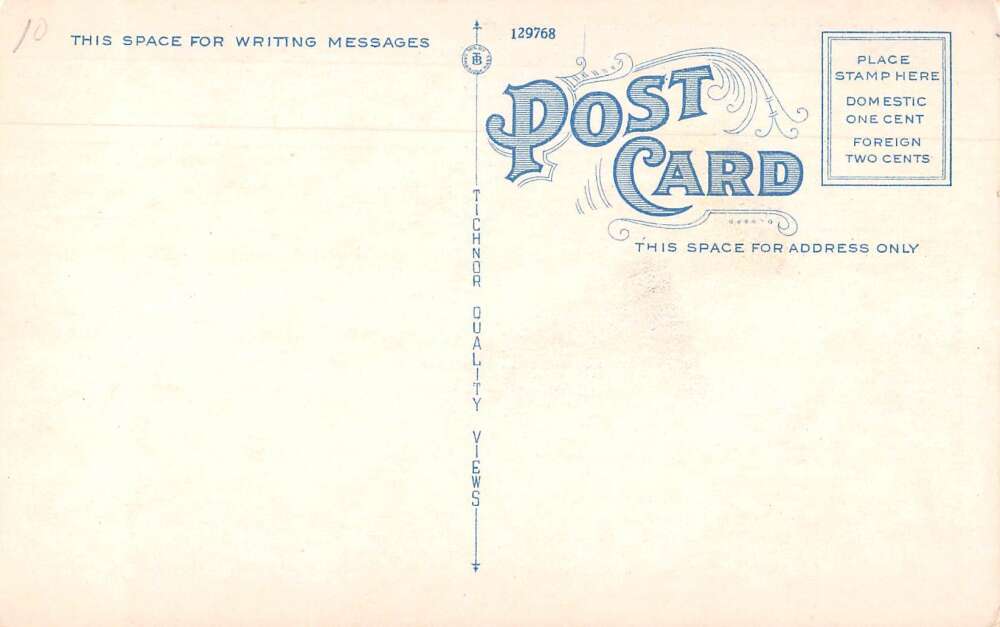 10
THIS SPACE FOR WRITING MESSAGES
129768
POST
CARD
PLACE
STAMP HERE
DOMESTIC
ONE CENT
FOREIGN
TWO CENTS
THIS SPACE FOR ADDRESS ONLY
TICHNOR QUALITY VIEWS